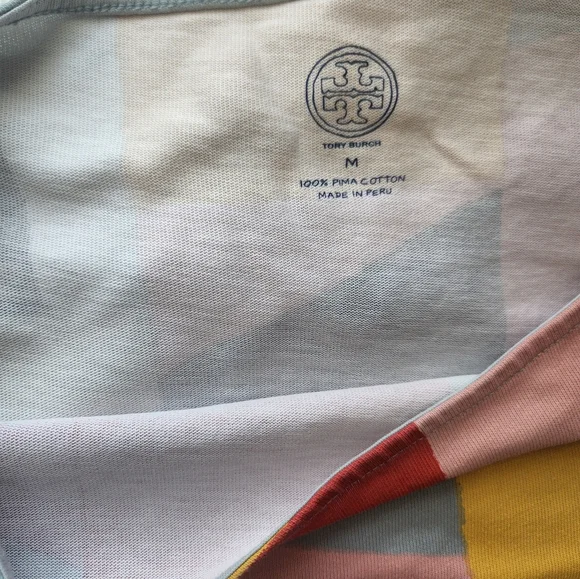 TORY BURCH
M
100% PIMA COTTON
MADE IN PERU